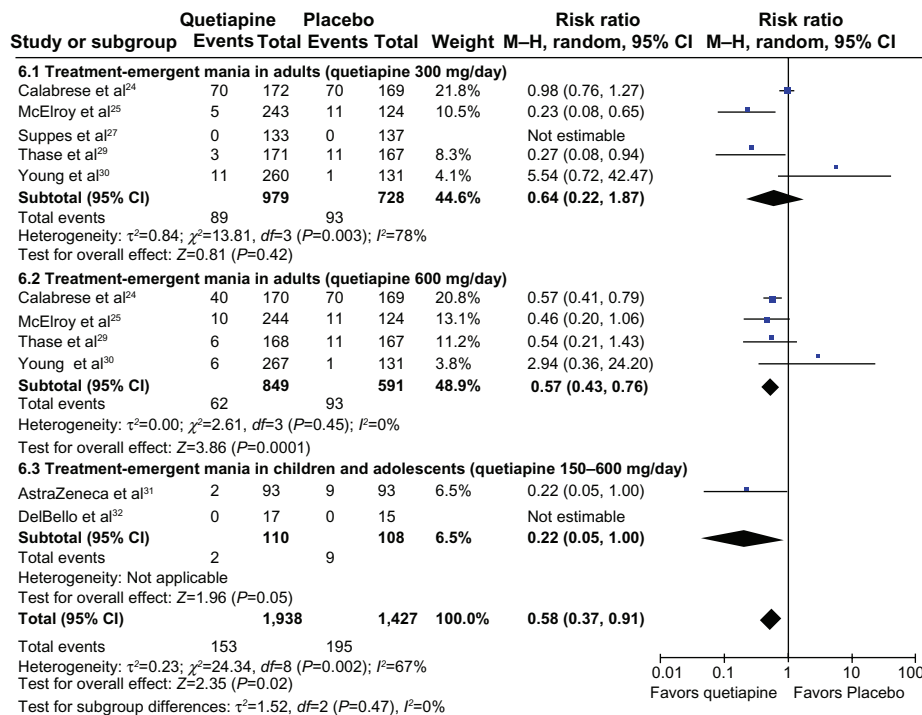 Quetiapine Placebo Risk ratio Risk ratio
Study or subgroup Events Total Events Total Weight M–H, random, 95% CI M–H, random, 95% CI
6.1 Treatment-emergent mania in adults (quetiapine 300 mg/day)
Calabrese et al²⁴ 70 172 70 169 21.8% 0.98 (0.76, 1.27)
McElroy et al²⁵ 5 243 11 124 10.5% 0.23 (0.08, 0.65)
Suppes et al²⁷ 0 133 0 137 Not estimable
Thase et al²⁹ 3 171 11 167 8.3% 0.27 (0.08, 0.94)
Young et al³⁰ 11 260 1 131 4.1% 5.54 (0.72, 42.47)
Subtotal (95% CI) 979 728 44.6% 0.64 (0.22, 1.87)
Total events 89 93
Heterogeneity: τ²=0.84; χ²=13.81, df=3 (P=0.003); I²=78%
Test for overall effect: Z=0.81 (P=0.42)
6.2 Treatment-emergent mania in adults (quetiapine 600 mg/day)
Calabrese et al²⁴ 40 170 70 169 20.8% 0.57 (0.41, 0.79)
McElroy et al²⁵ 10 244 11 124 13.1% 0.46 (0.20, 1.06)
Thase et al²⁹ 6 168 11 167 11.2% 0.54 (0.21, 1.43)
Young et al³⁰ 6 267 1 131 3.8% 2.94 (0.36, 24.20)
Subtotal (95% CI) 849 591 48.9% 0.57 (0.43, 0.76)
Total events 62 93
Heterogeneity: τ²=0.00; χ²=2.61, df=3 (P=0.45); I²=0%
Test for overall effect: Z=3.86 (P=0.0001)
6.3 Treatment-emergent mania in children and adolescents (quetiapine 150–600 mg/day)
AstraZeneca et al³¹ 2 93 9 93 6.5% 0.22 (0.05, 1.00)
DelBello et al³² 0 17 0 15 Not estimable
Subtotal (95% CI) 110 108 6.5% 0.22 (0.05, 1.00)
Total events 2 9
Heterogeneity: Not applicable
Test for overall effect: Z=1.96 (P=0.05)
Total (95% CI) 1,938 1,427 100.0% 0.58 (0.37, 0.91)
Total events 153 195
Heterogeneity: τ²=0.23; χ²=24.34, df=8 (P=0.002); I²=67%
Test for overall effect: Z=2.35 (P=0.02)
Test for subgroup differences: τ²=1.52, df=2 (P=0.47), I²=0%
0.01 0.1 1 10 100
Favors quetiapine Favors Placebo